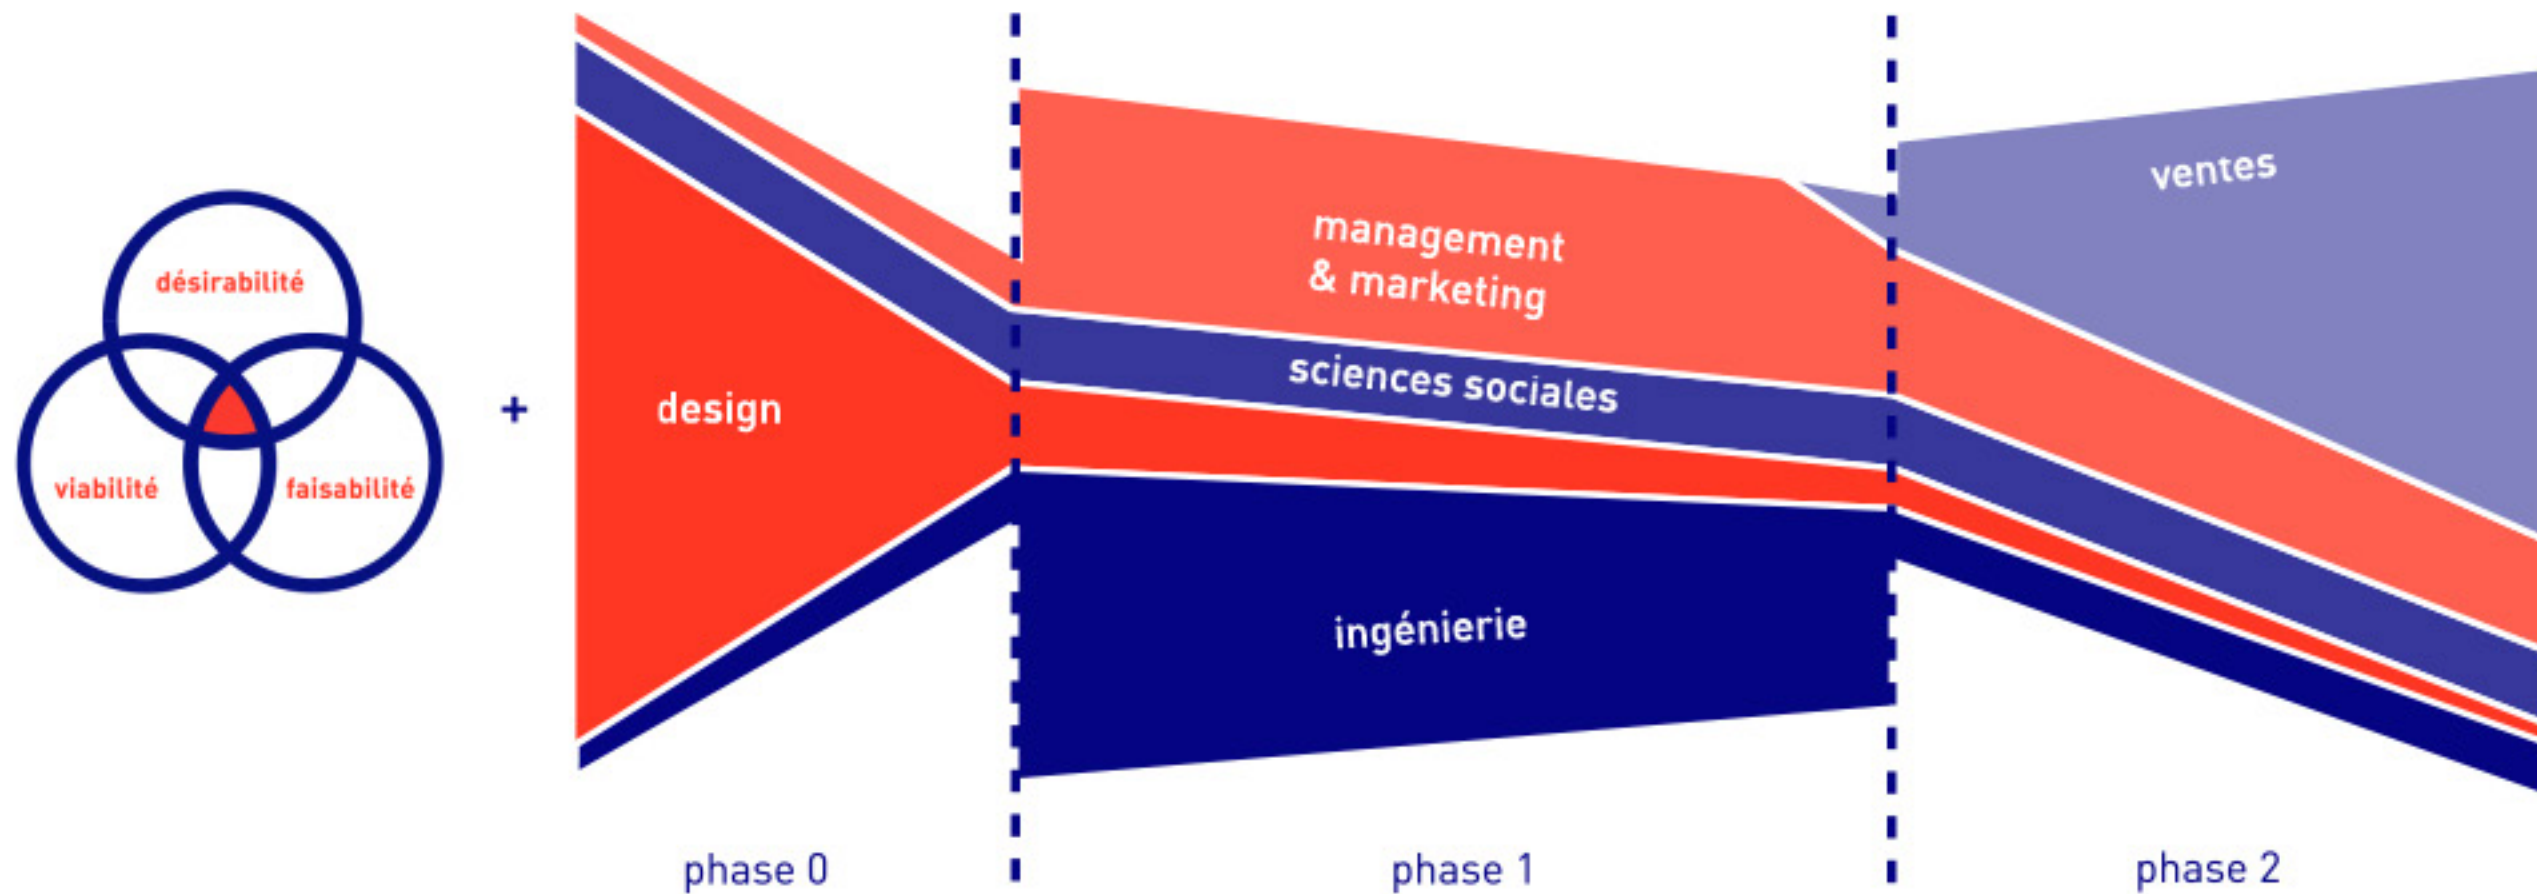 désirabilité
viabilité
faisabilité
+
design
management
& marketing
sciences sociales
ingénierie
ventes
phase 0
phase 1
phase 2